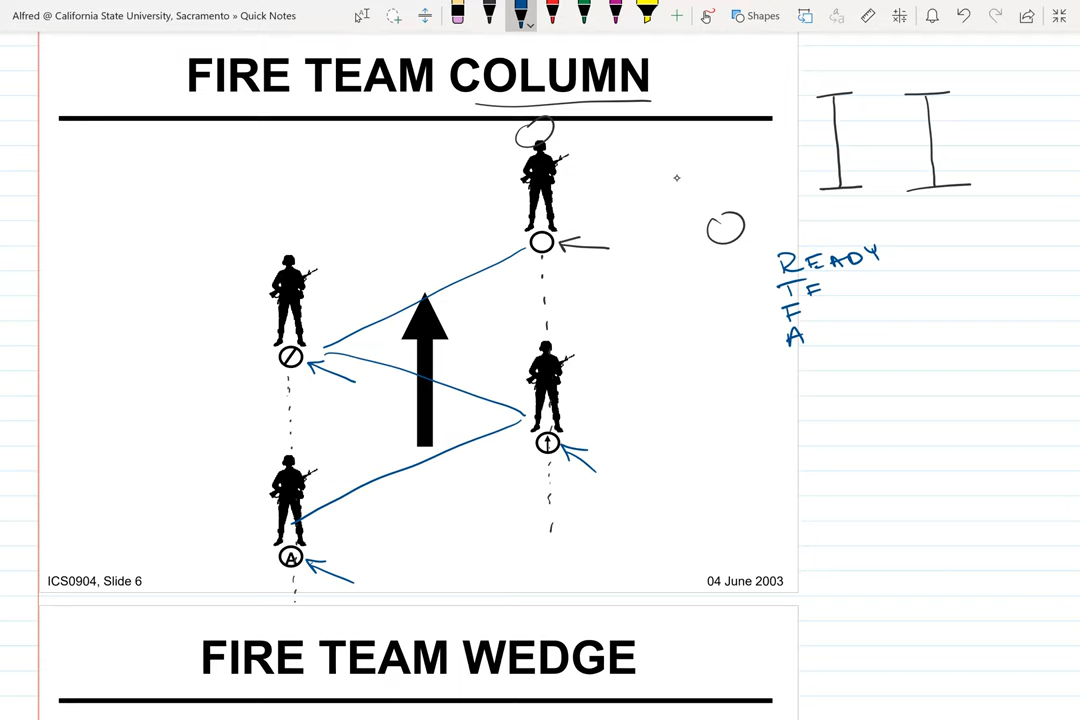 Alfred @ California State University, Sacramento » Quick Notes
Shapes
FIRE TEAM COLUMN
READY
TF
F
A
A
ICS0904, Slide 6
04 June 2003
FIRE TEAM WEDGE